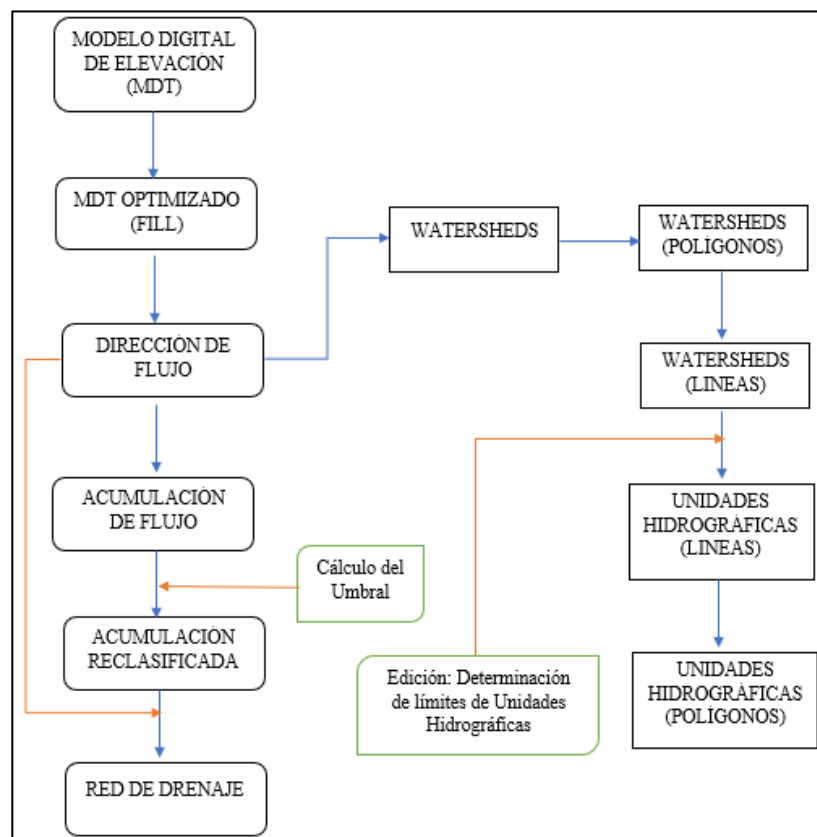 MODELO DIGITAL
DE ELEVACIÓN
(MDT)
MDT OPTIMIZADO
(FILL)
DIRECCIÓN DE
FLUJO
ACUMULACIÓN
DE FLUJO
Cálculo del
Umbral
ACUMULACIÓN
RECLASIFICADA
RED DE DRENAJE
WATERSHEDS
WATERSHEDS
(POLÍGONOS)
WATERSHEDS
(LINEAS)
UNIDADES
HIDROGRÁFICAS
(LINEAS)
Edición: Determinación
de límites de Unidades
Hidrográficas
UNIDADES
HIDROGRÁFICAS
(POLÍGONOS)